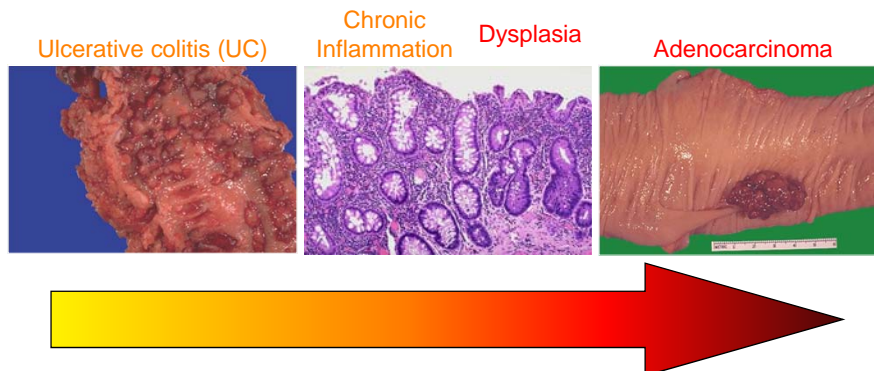 Ulcerative colitis (UC)
Chronic
Inflammation
Dysplasia
Adenocarcinoma